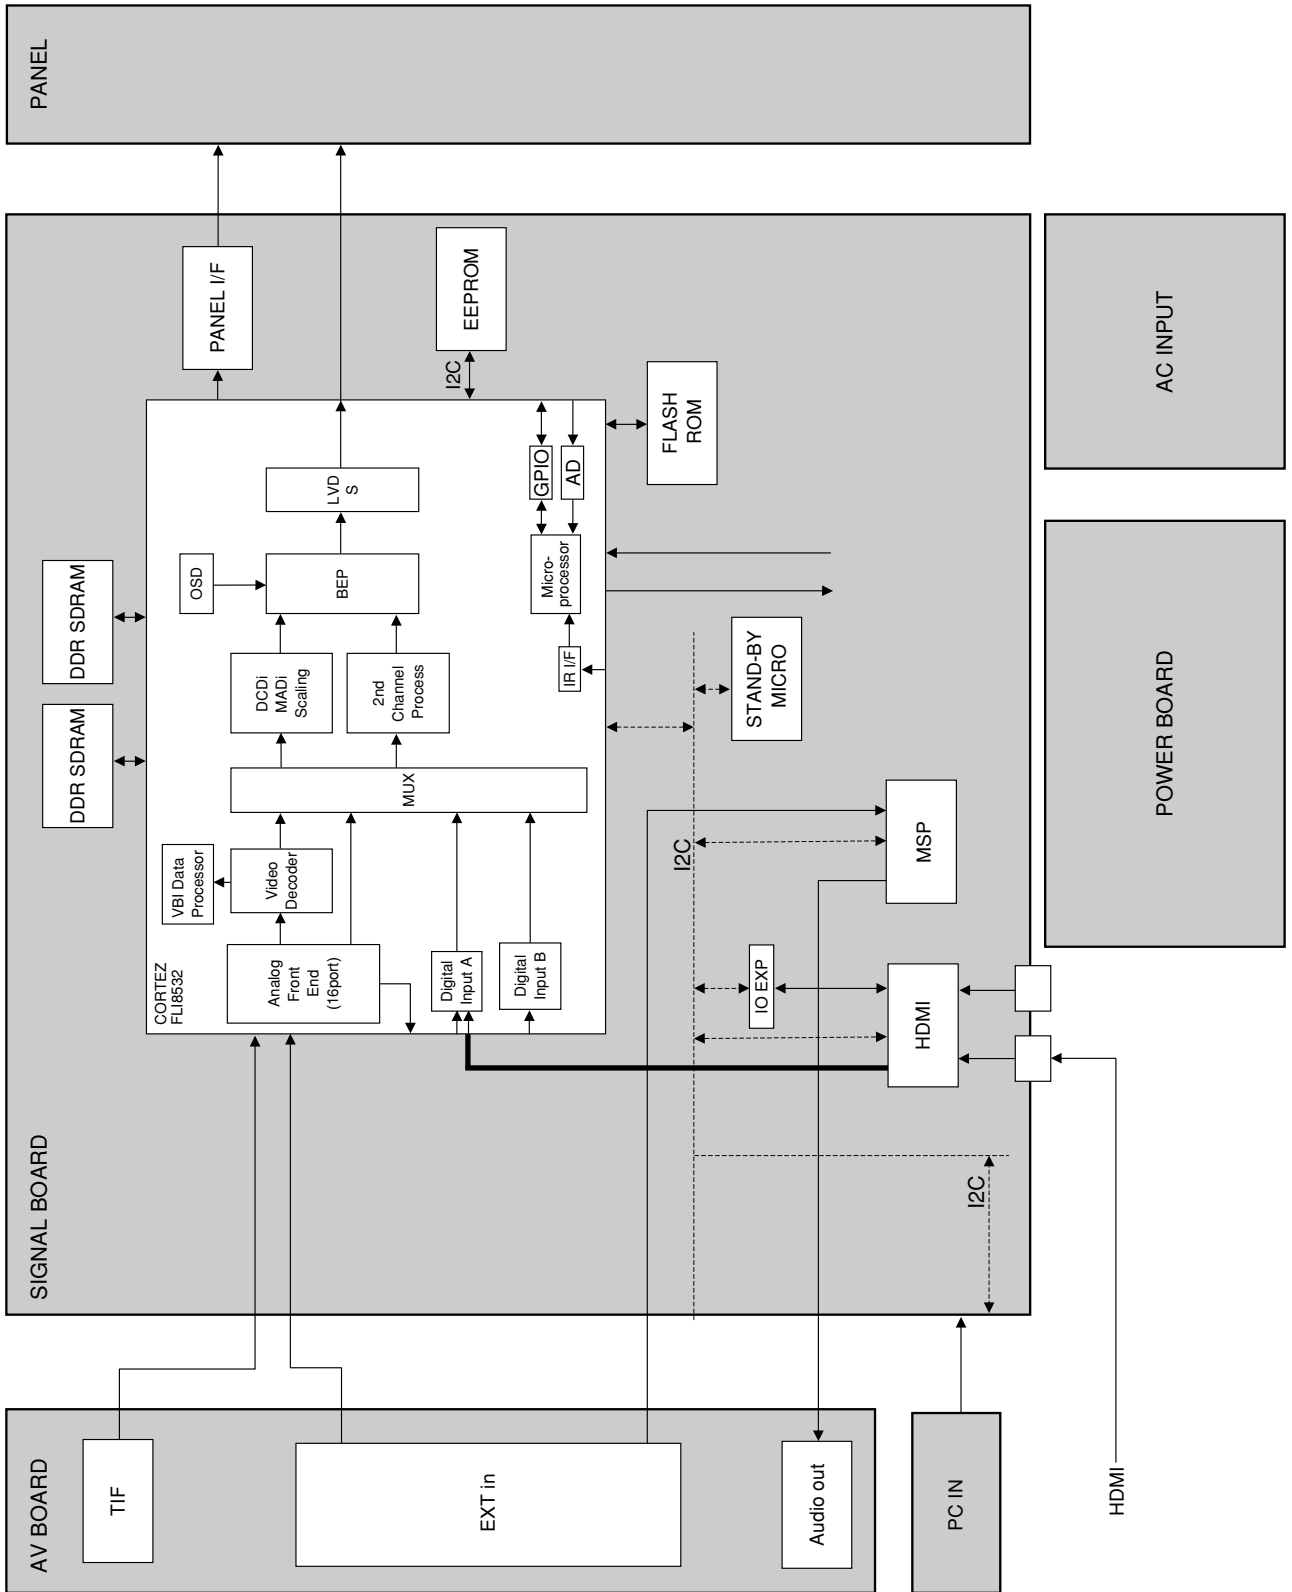 PANEL
SIGNAL BOARD
PANEL I/F
EEPROM
I2C
FLASH
ROM
DDR SDRAM
DDR SDRAM
CORTEZ
FLI8532
LVD
S
OSD
BEP
GPIO
AD
Micro-
processor
IR I/F
DCDi
MADi
Scaling
2nd
Channel
Process
MUX
VBI Data
Processor
Video
Decoder
Analog
Front
End
(16port)
Digital
Input A
Digital
Input B
STAND-BY
MICRO
I2C
MSP
IO EXP
HDMI
I2C
AC INPUT
POWER BOARD
AV BOARD
TIF
EXT in
Audio out
PC IN
HDMI